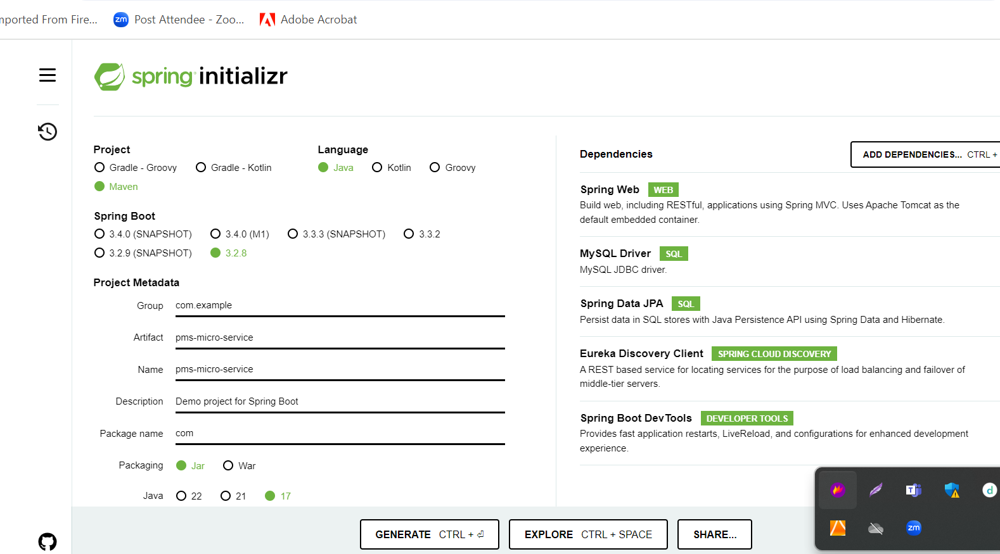 mported From Fire...
zm Post Attendee - Zoo...
Adobe Acrobat
spring initializr
Project
Gradle - Groovy
Gradle - Kotlin
Maven
Language
Java
Kotlin
Groovy
Spring Boot
3.4.0 (SNAPSHOT)
3.4.0 (M1)
3.3.3 (SNAPSHOT)
3.3.2
3.2.9 (SNAPSHOT)
3.2.8
Project Metadata
Group com.example
Artifact pms-micro-service
Name pms-micro-service
Description Demo project for Spring Boot
Package name com
Packaging Jar War
Java 22 21 17
Dependencies
ADD DEPENDENCIES... CTRL +
Spring Web WEB
Build web, including RESTful, applications using Spring MVC. Uses Apache Tomcat as the
default embedded container.
MySQL Driver SQL
MySQL JDBC driver.
Spring Data JPA SQL
Persist data in SQL stores with Java Persistence API using Spring Data and Hibernate.
Eureka Discovery Client SPRING CLOUD DISCOVERY
A REST based service for locating services for the purpose of load balancing and failover of
middle-tier servers.
Spring Boot DevTools DEVELOPER TOOLS
Provides fast application restarts, LiveReload, and configurations for enhanced development
experience.
GENERATE CTRL + ⏎
EXPLORE CTRL + SPACE
SHARE...
T
d
zm